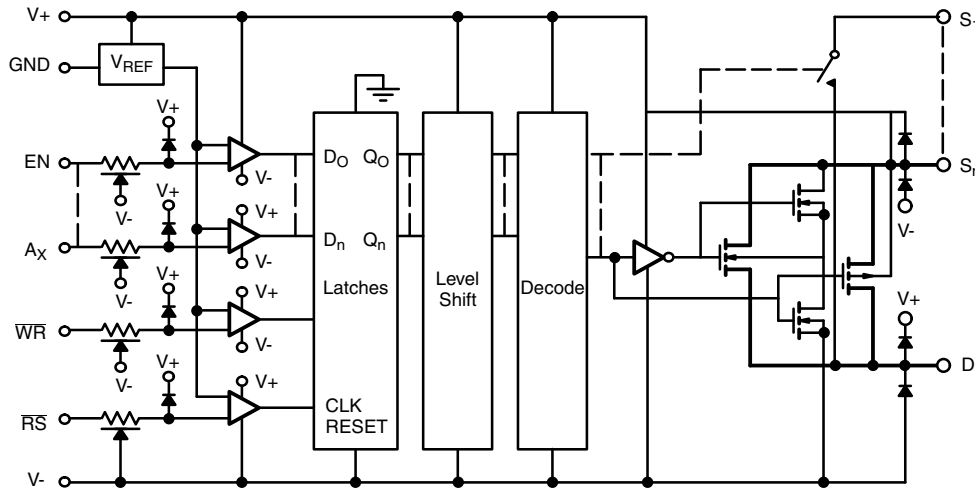 V+
GND
VREF
V+
EN
V-
V-
V+
V+
AX
V-
V-
V+
V+
WR
V-
V-
V+
V+
RS
V-
DO QO
Dn Qn
Latches
CLK
RESET
Level
Shift
Decode
V-
V+
D